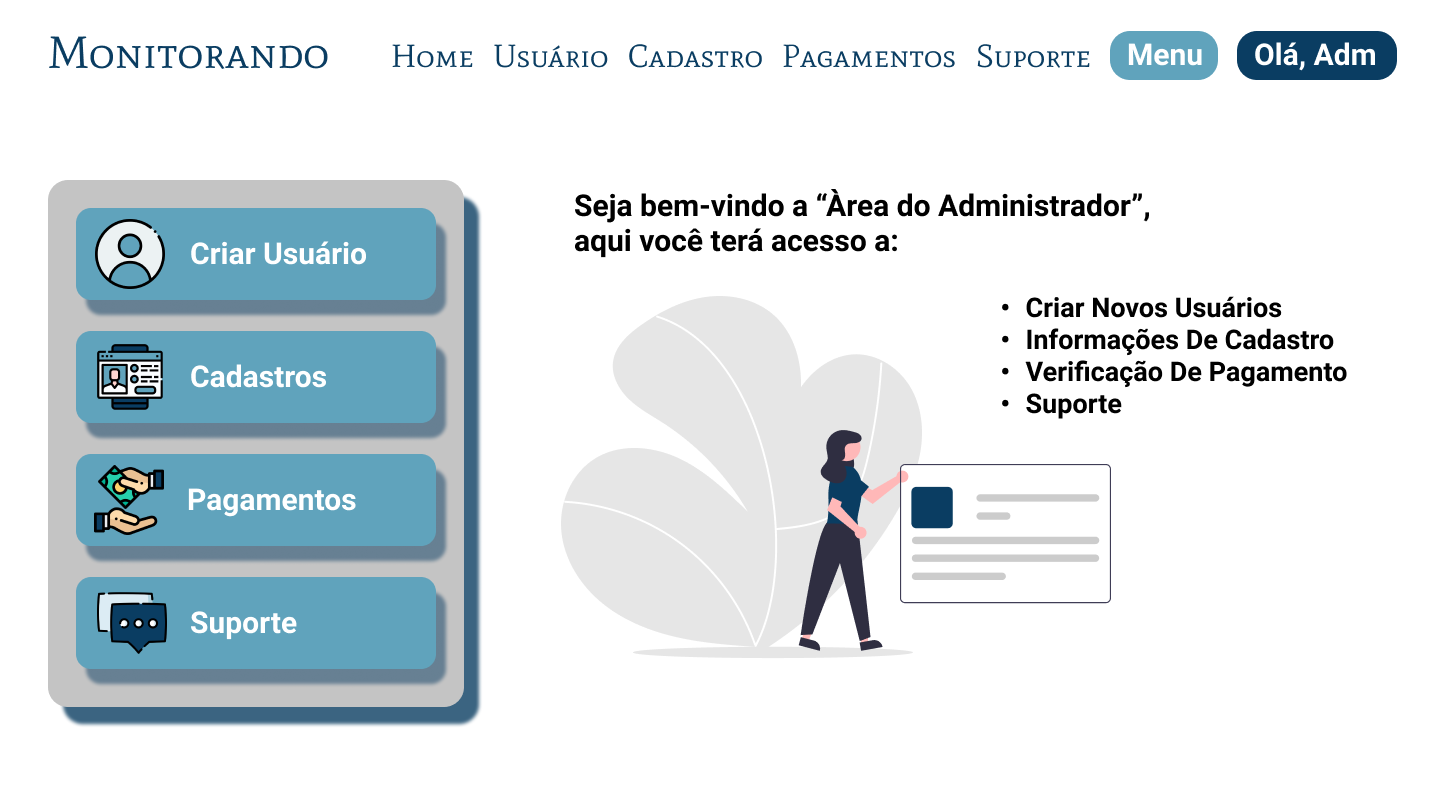 Monitorando
Home Usuário Cadastro Pagamentos Suporte Menu Olá, Adm
Criar Usuário
Cadastros
Pagamentos
Suporte
Seja bem-vindo a “Àrea do Administrador”,
aqui você terá acesso a:
• Criar Novos Usuários
• Informações De Cadastro
• Verificação De Pagamento
• Suporte